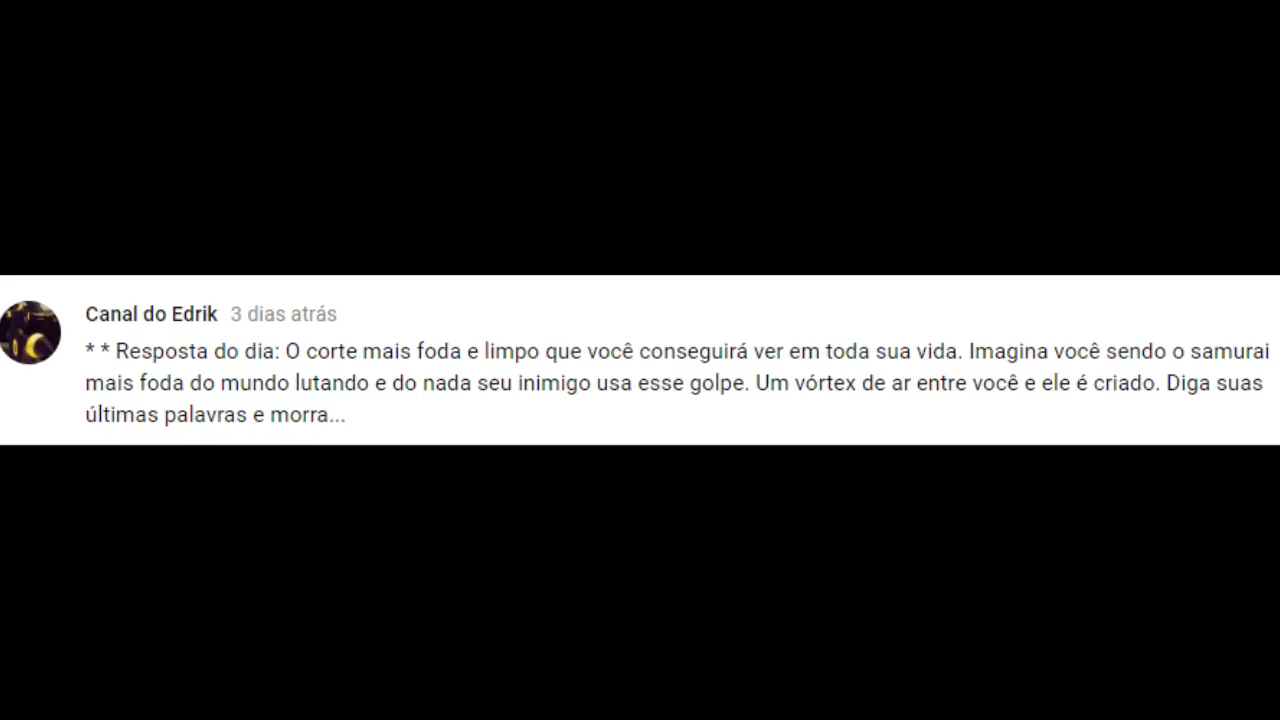 Canal do Edrik 3 dias atrás
* * Resposta do dia: O corte mais foda e limpo que você conseguirá ver em toda sua vida. Imagina você sendo o samurai
mais foda do mundo lutando e do nada seu inimigo usa esse golpe. Um vórtex de ar entre você e ele é criado. Diga suas
últimas palavras e morra...